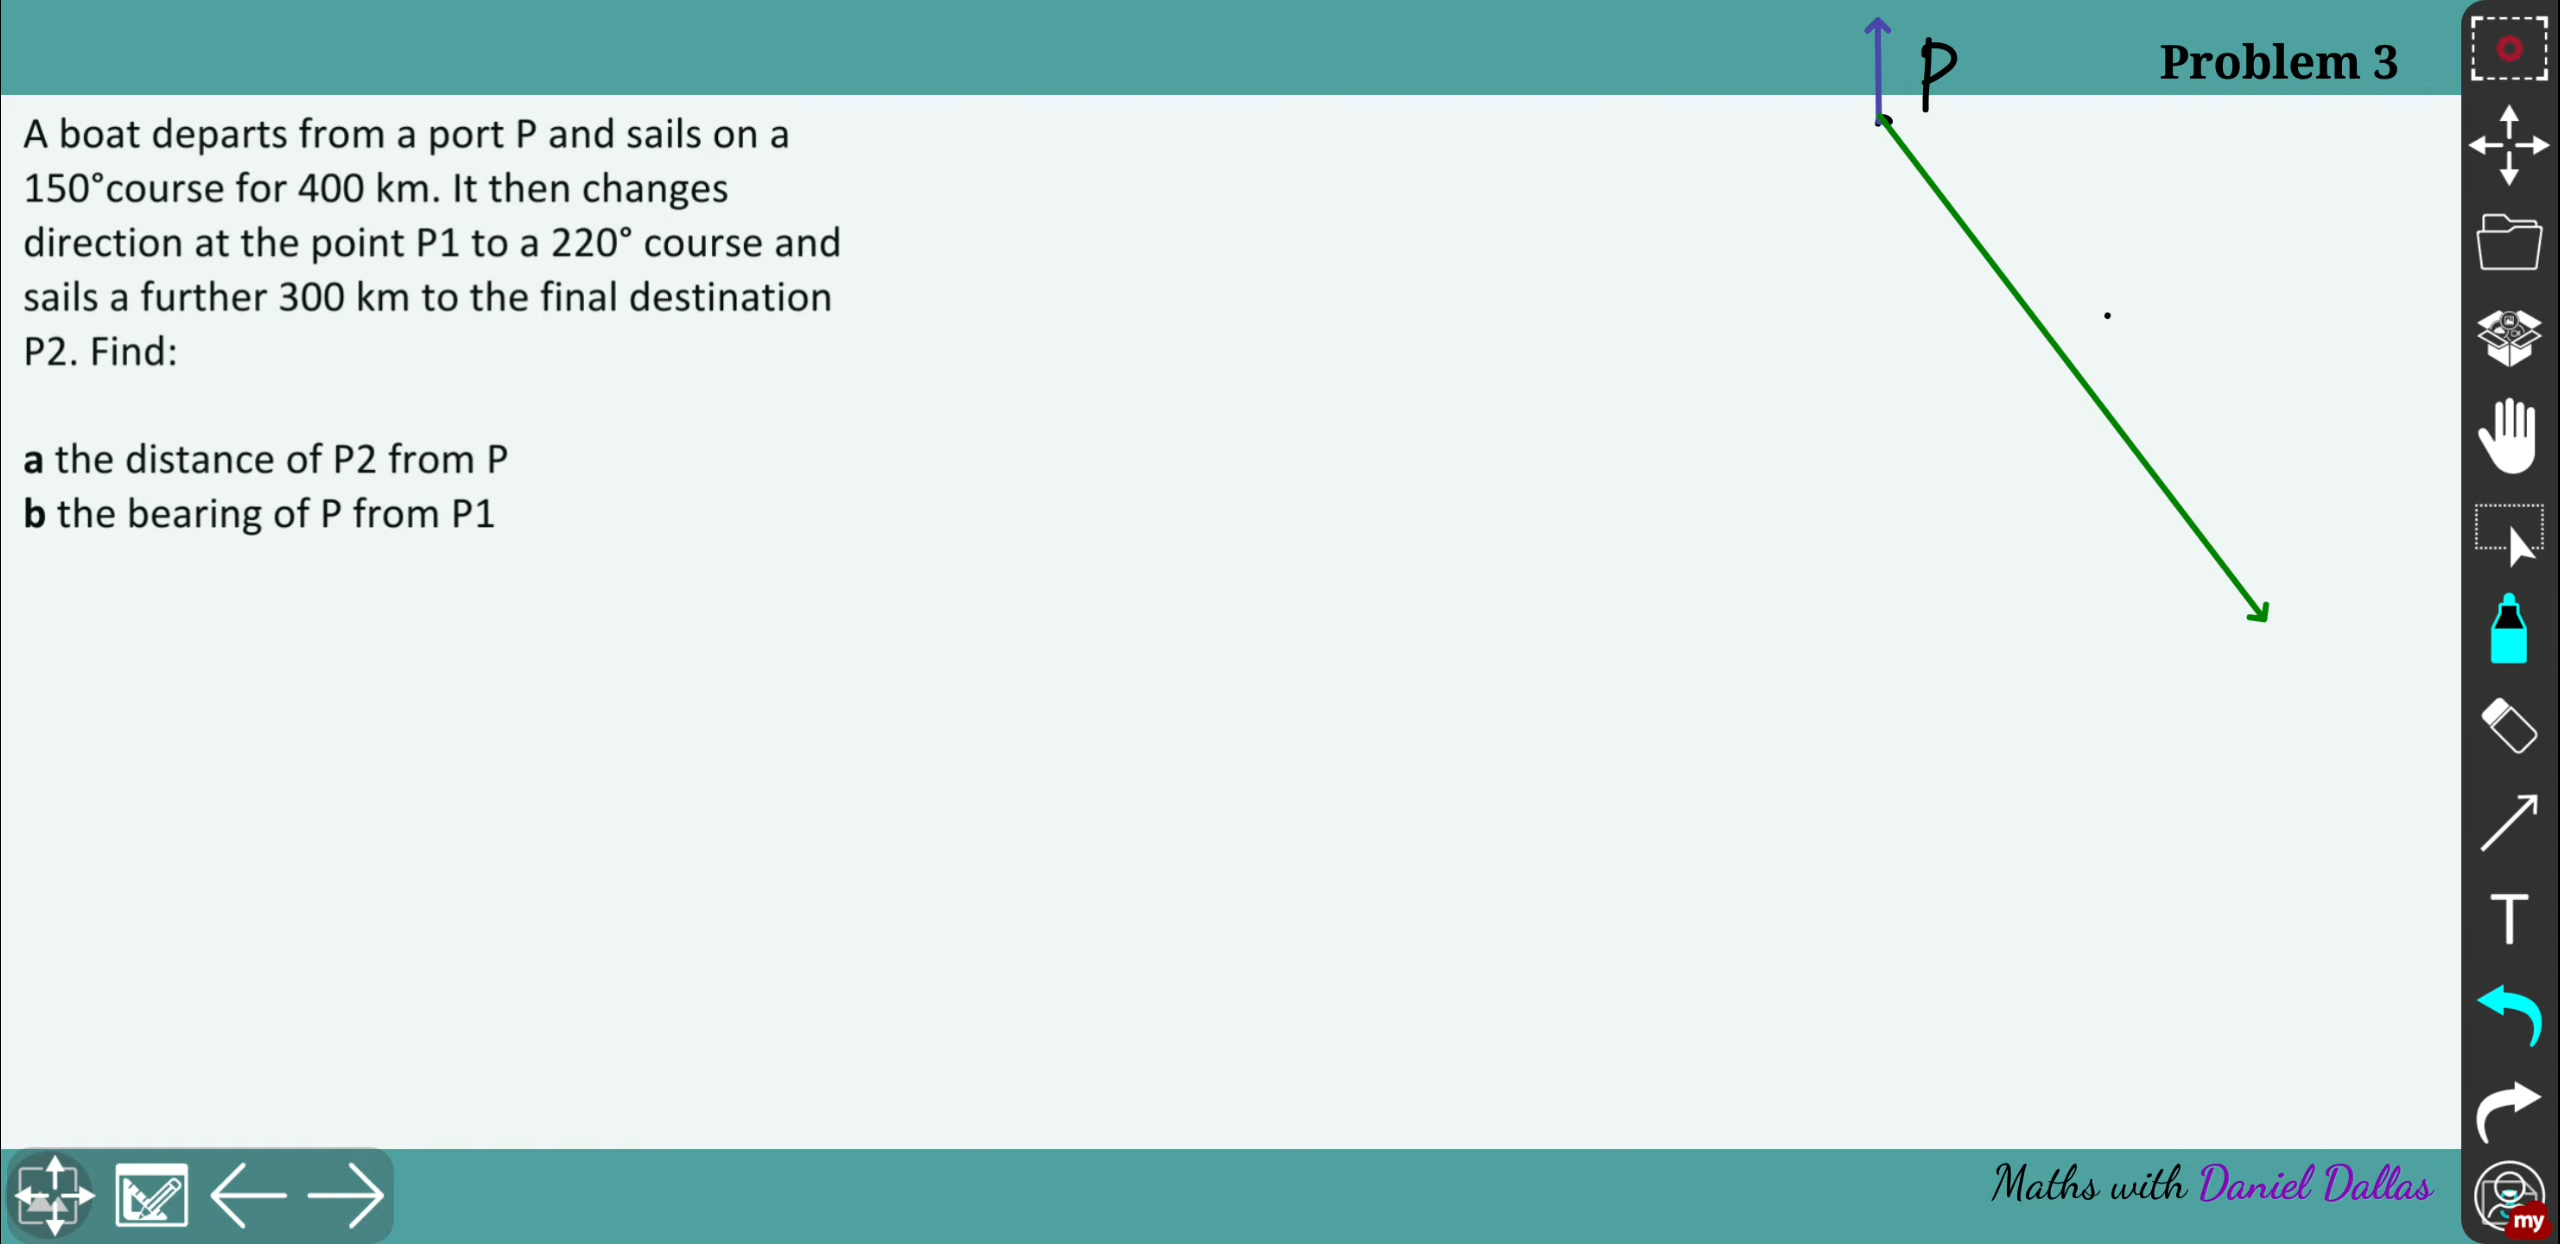 P
Problem 3
A boat departs from a port P and sails on a
150°course for 400 km. It then changes
direction at the point P1 to a 220° course and
sails a further 300 km to the final destination
P2. Find:
a the distance of P2 from P
b the bearing of P from P1
T
Maths with Daniel Dallas
my